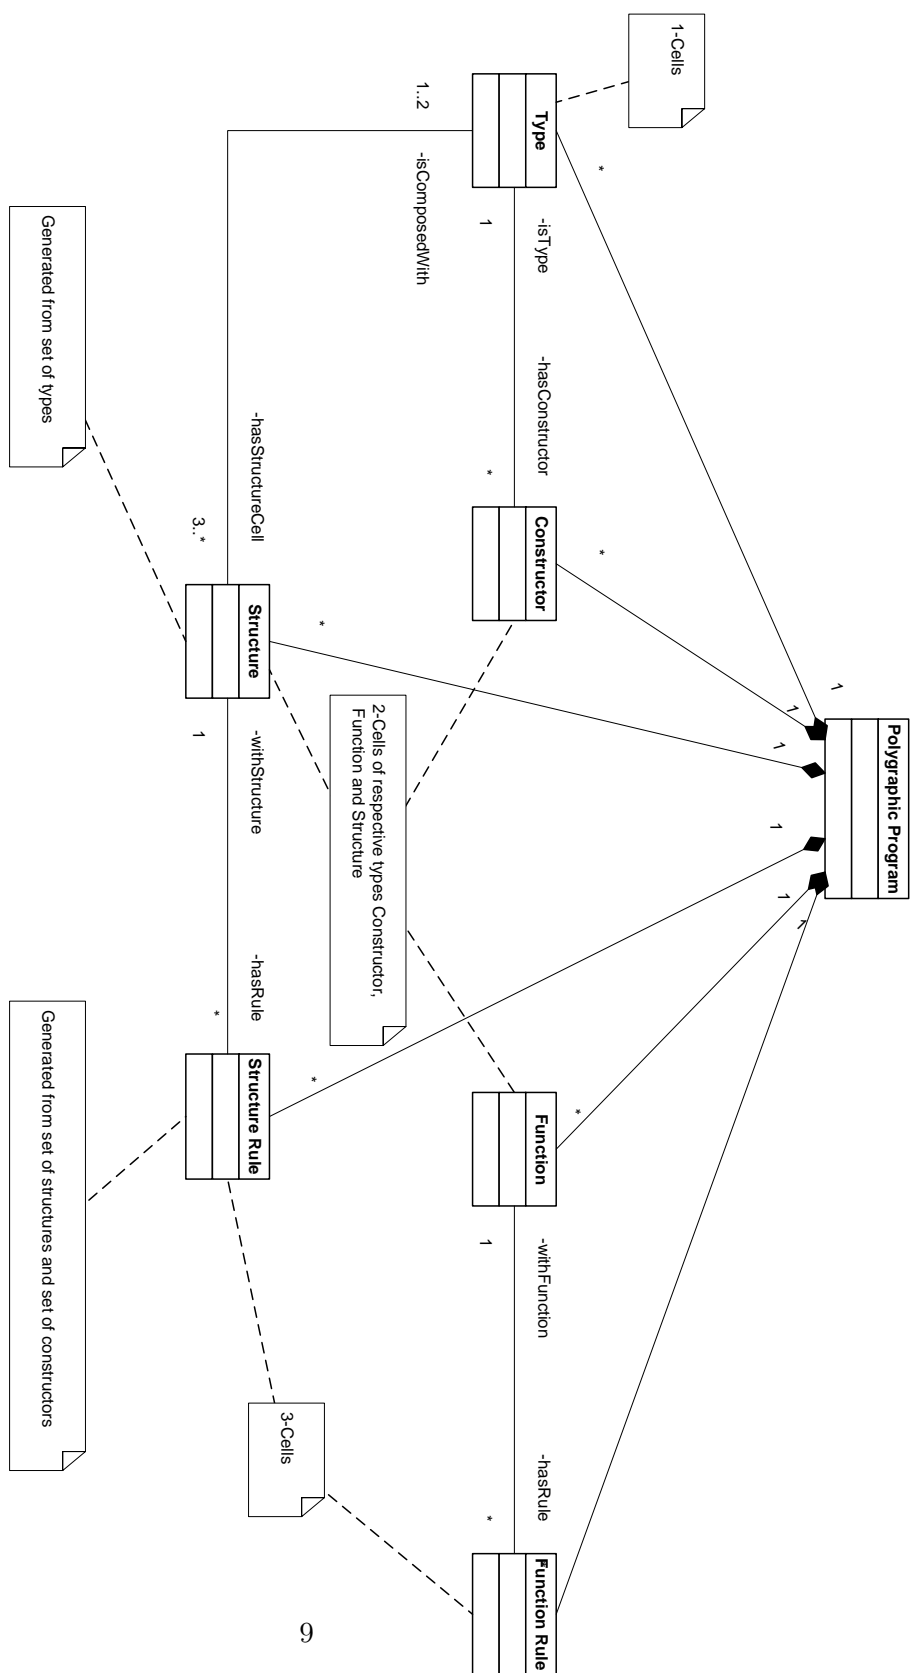 Polygraphic Program
1
1
1
1
1
1
1-Cells
*
*
*
*
*
Type
-isType
1
-hasConstructor
*
Constructor
Function
-withFunction
1
-hasRule
*
Function Rule
*
1..2
-isComposedWith
2-Cells of respective types Constructor,
Function and Structure
3-Cells
-hasStructureCell
3..*
Structure
-withStructure
1
-hasRule
*
Structure Rule
Generated from set of types
Generated from set of structures and set of constructors
9